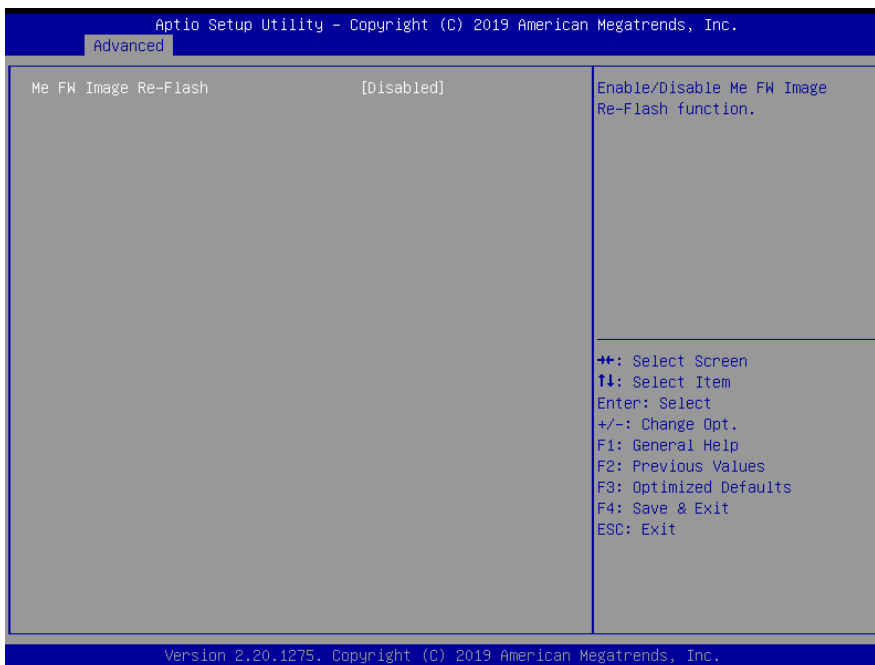 Aptio Setup Utility – Copyright (C) 2019 American Megatrends, Inc.
Advanced
Me FW Image Re-Flash [Disabled]
Enable/Disable Me FW Image
Re-Flash function.
→←: Select Screen
↑↓: Select Item
Enter: Select
+/-: Change Opt.
F1: General Help
F2: Previous Values
F3: Optimized Defaults
F4: Save & Exit
ESC: Exit
Version 2.20.1275. Copyright (C) 2019 American Megatrends, Inc.